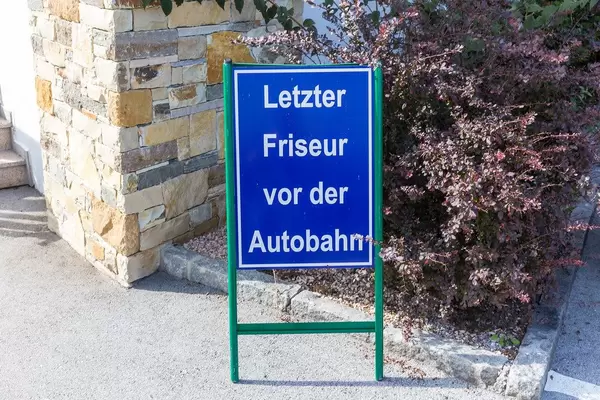 Letzter
Friseur
vor der
Autobahn